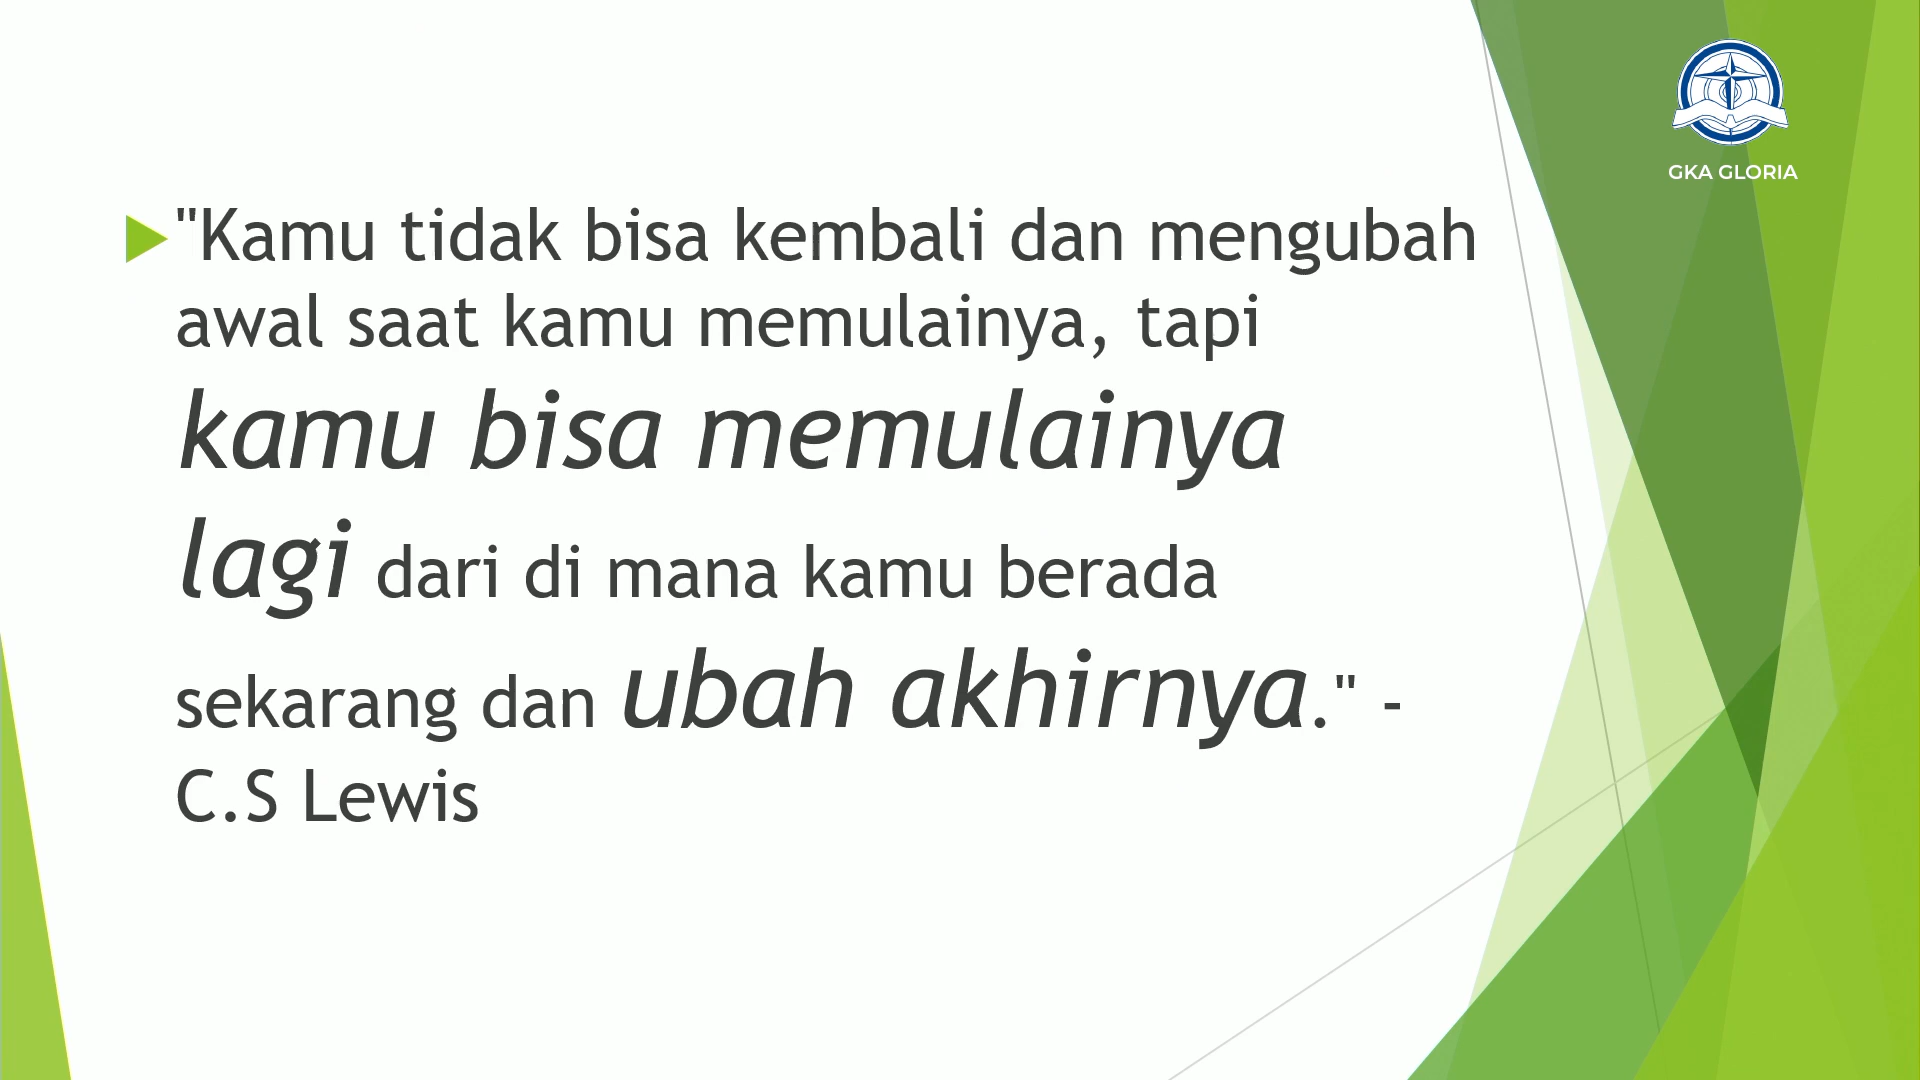 GKA GLORIA
"Kamu tidak bisa kembali dan mengubah
awal saat kamu memulainya, tapi
kamu bisa memulainya
lagi dari di mana kamu berada
sekarang dan ubah akhirnya." -
C.S Lewis